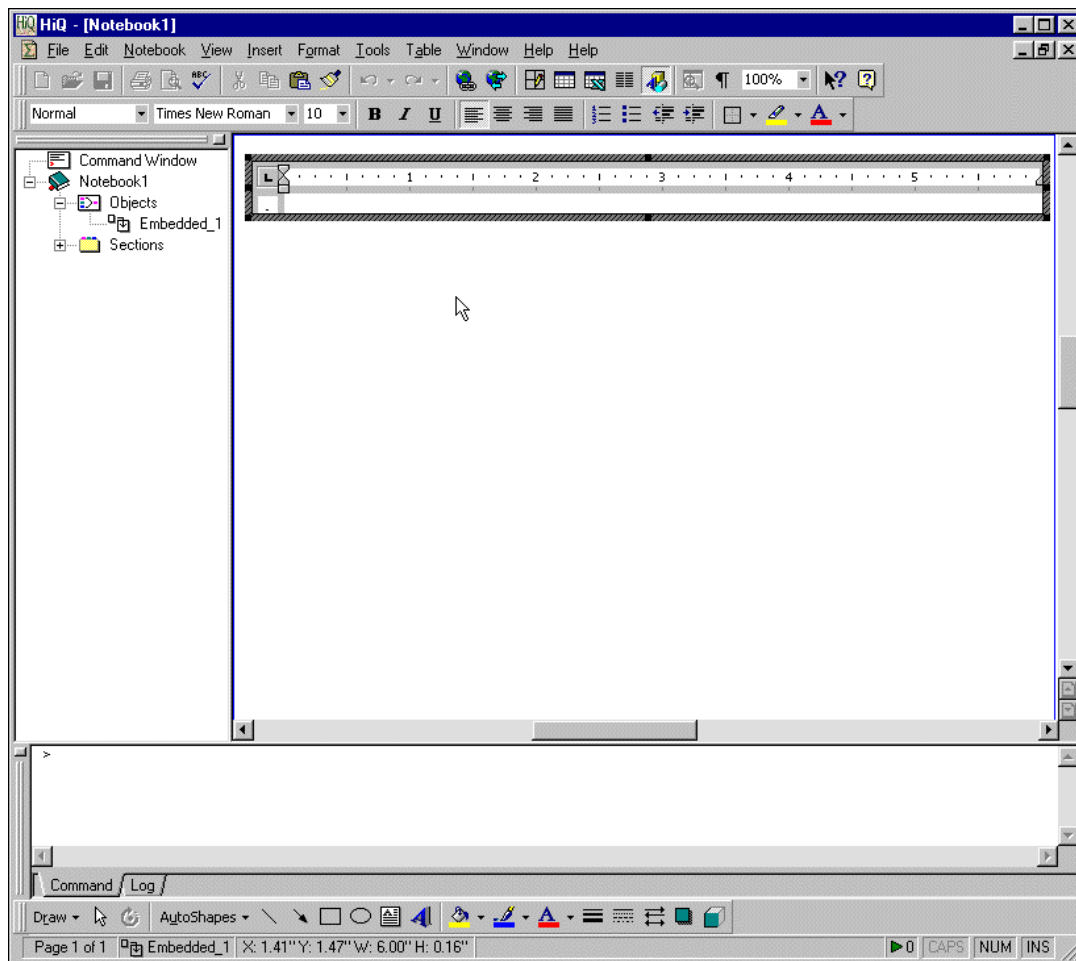 HiQ HiQ - [Notebook1]
File Edit Notebook View Insert Format Tools Table Window Help Help
ABC 100% ? ?
Normal Times New Roman 10 B I U A
Command Window
Notebook1
Objects
Embedded_1
Sections
L 1 2 3 4 5
>
Command Log
Draw AutoShapes A A
Page 1 of 1 Embedded_1 X: 1.41" Y: 1.47" W: 6.00" H: 0.16" 0 CAPS NUM INS